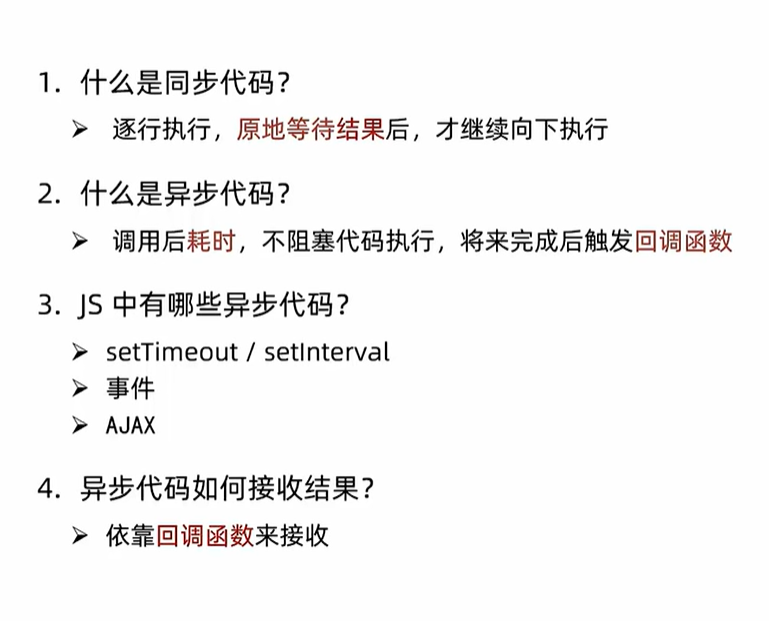 1. 什么是同步代码？
➢ 逐行执行，原地等待结果后，才继续向下执行
2. 什么是异步代码？
➢ 调用后耗时，不阻塞代码执行，将来完成后触发回调函数
3. JS 中有哪些异步代码？
➢ setTimeout / setInterval
➢ 事件
➢ AJAX
4. 异步代码如何接收结果？
➢ 依靠回调函数来接收